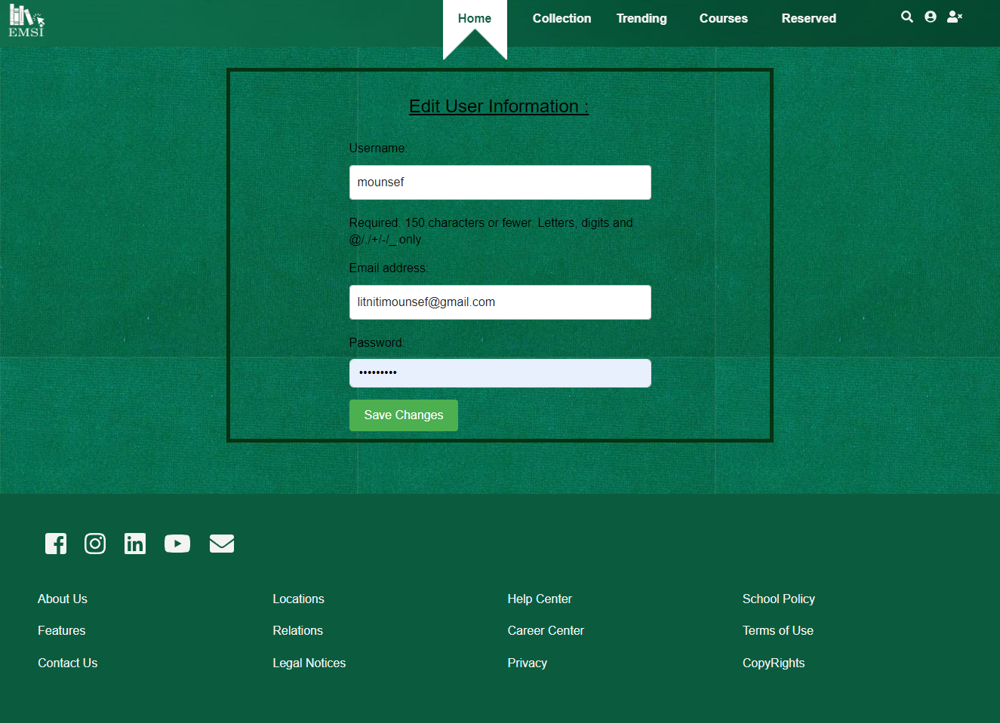 EMSI
Home Collection Trending Courses Reserved
Edit User Information :
Username:
mounsef
Required. 150 characters or fewer. Letters, digits and
@/./+/-/_ only.
Email address:
litnitimounsef@gmail.com
Password:
•••••••••
Save Changes
About Us Locations Help Center School Policy
Features Relations Career Center Terms of Use
Contact Us Legal Notices Privacy CopyRights